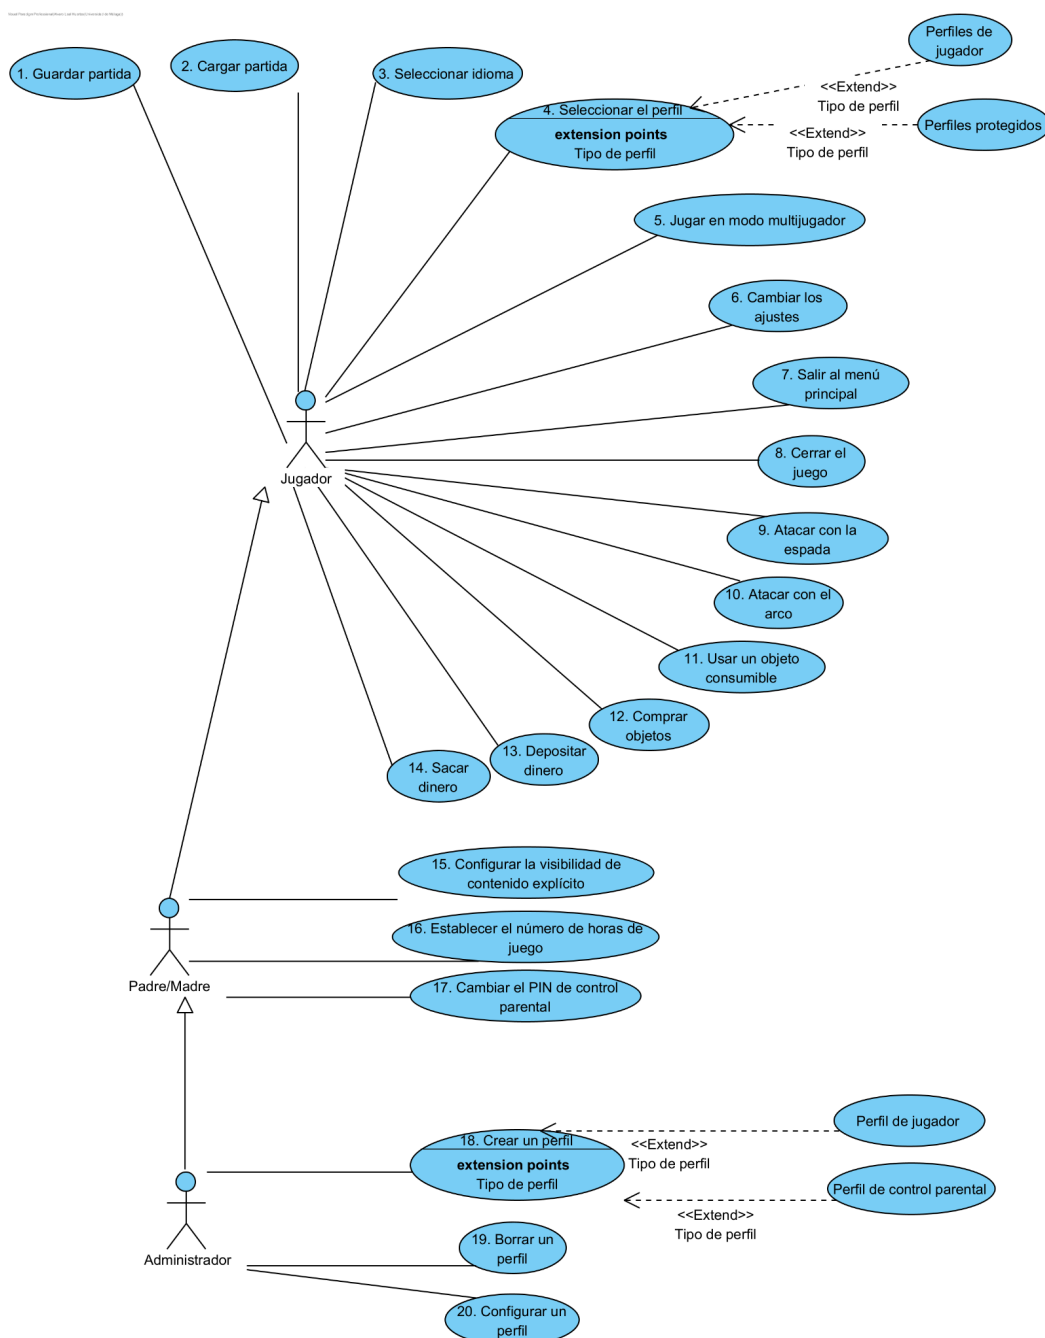 1. Guardar partida
2. Cargar partida
3. Seleccionar idioma
Perfiles de
jugador
<<Extend>>
Tipo de perfil
4. Seleccionar el perfil
extension points
Tipo de perfil
Perfiles protegidos
<<Extend>>
Tipo de perfil
5. Jugar en modo multijugador
6. Cambiar los
ajustes
7. Salir al menú
principal
8. Cerrar el
juego
Jugador
9. Atacar con la
espada
10. Atacar con el
arco
11. Usar un objeto
consumible
12. Comprar
objetos
13. Depositar
dinero
14. Sacar
dinero
15. Configurar la visibilidad de
contenido explícito
16. Establecer el número de horas de
juego
Padre/Madre
17. Cambiar el PIN de control
parental
18. Crear un perfil
extension points
Tipo de perfil
<<Extend>>
Tipo de perfil
Perfil de jugador
<<Extend>>
Tipo de perfil
Perfil de control parental
Administrador
19. Borrar un
perfil
20. Configurar un
perfil